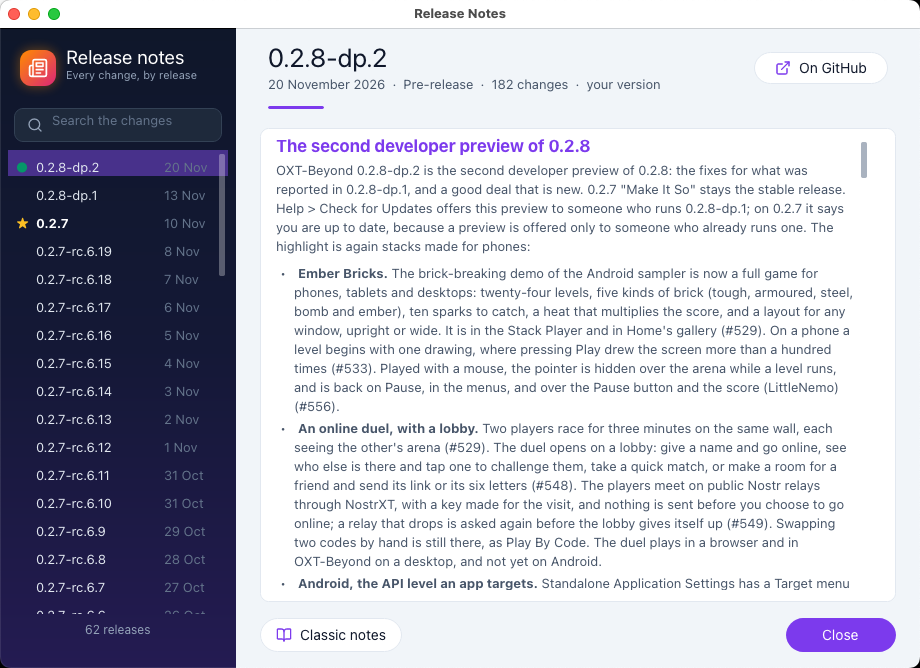 Release Notes
Release notes
Every change, by release
Search the changes
0.2.8-dp.2 20 Nov
0.2.8-dp.1 13 Nov
0.2.7 10 Nov
0.2.7-rc.6.19 8 Nov
0.2.7-rc.6.18 7 Nov
0.2.7-rc.6.17 6 Nov
0.2.7-rc.6.16 5 Nov
0.2.7-rc.6.15 4 Nov
0.2.7-rc.6.14 3 Nov
0.2.7-rc.6.13 2 Nov
0.2.7-rc.6.12 1 Nov
0.2.7-rc.6.11 31 Oct
0.2.7-rc.6.10 31 Oct
0.2.7-rc.6.9 29 Oct
0.2.7-rc.6.8 28 Oct
0.2.7-rc.6.7 27 Oct
62 releases
0.2.8-dp.2
20 November 2026 · Pre-release · 182 changes · your version
On GitHub
The second developer preview of 0.2.8
OXT-Beyond 0.2.8-dp.2 is the second developer preview of 0.2.8: the fixes for what was
reported in 0.2.8-dp.1, and a good deal that is new. 0.2.7 "Make It So" stays the stable release.
Help > Check for Updates offers this preview to someone who runs 0.2.8-dp.1; on 0.2.7 it says
you are up to date, because a preview is offered only to someone who already runs one. The
highlight is again stacks made for phones:
• Ember Bricks. The brick-breaking demo of the Android sampler is now a full game for
phones, tablets and desktops: twenty-four levels, five kinds of brick (tough, armoured, steel,
bomb and ember), ten sparks to catch, a heat that multiplies the score, and a layout for any
window, upright or wide. It is in the Stack Player and in Home's gallery (#529). On a phone a
level begins with one drawing, where pressing Play drew the screen more than a hundred
times (#533). Played with a mouse, the pointer is hidden over the arena while a level runs,
and is back on Pause, in the menus, and over the Pause button and the score (LittleNemo)
(#556).
• An online duel, with a lobby. Two players race for three minutes on the same wall, each
seeing the other's arena (#529). The duel opens on a lobby: give a name and go online, see
who else is there and tap one to challenge them, take a quick match, or make a room for a
friend and send its link or its six letters (#548). The players meet on public Nostr relays
through NostrXT, with a key made for the visit, and nothing is sent before you choose to go
online; a relay that drops is asked again before the lobby gives itself up (#549). Swapping
two codes by hand is still there, as Play By Code. The duel plays in a browser and in
OXT-Beyond on a desktop, and not yet on Android.
• Android, the API level an app targets. Standalone Application Settings has a Target menu
Classic notes
Close